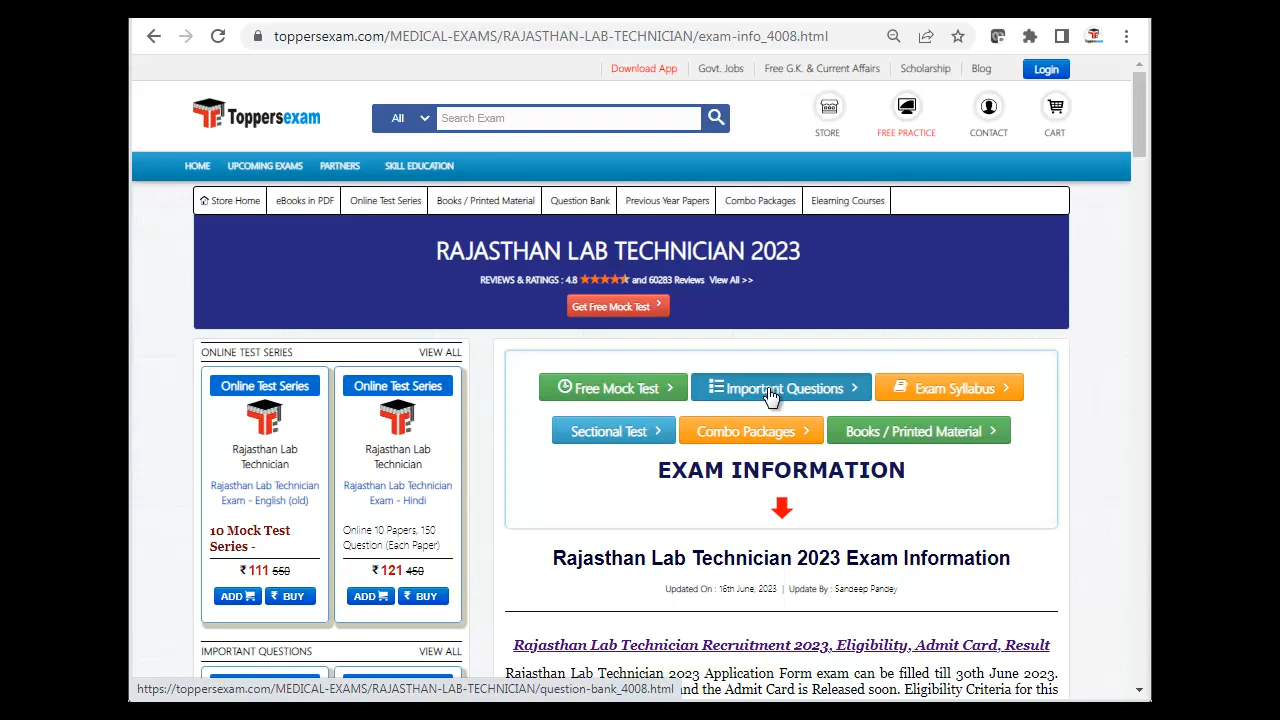 toppersexam.com/MEDICAL-EXAMS/RAJASTHAN-LAB-TECHNICIAN/exam-info_4008.html
Download App Govt. Jobs Free G.K. & Current Affairs Scholarship Blog Login
Toppersexam
All Search Exam
STORE FREE PRACTICE CONTACT CART
HOME UPCOMING EXAMS PARTNERS SKILL EDUCATION
Store Home eBooks in PDF Online Test Series Books / Printed Material Question Bank Previous Year Papers Combo Packages Elearning Courses
RAJASTHAN LAB TECHNICIAN 2023
REVIEWS & RATINGS : 4.8 and 60283 Reviews View All >>
Get Free Mock Test
ONLINE TEST SERIES VIEW ALL
Online Test Series
Rajasthan Lab
Technician
Rajasthan Lab Technician
Exam - English (old)
10 Mock Test
Series -
₹ 111 550
ADD ₹ BUY
Online Test Series
Rajasthan Lab
Technician
Rajasthan Lab Technician
Exam - Hindi
Online 10 Papers, 150
Question (Each Paper)
₹ 121 450
ADD ₹ BUY
IMPORTANT QUESTIONS VIEW ALL
Free Mock Test Important Questions Exam Syllabus
Sectional Test Combo Packages Books / Printed Material
EXAM INFORMATION
Rajasthan Lab Technician 2023 Exam Information
Updated On : 16th June, 2023 | Update By : Sandeep Pandey
Rajasthan Lab Technician Recruitment 2023, Eligibility, Admit Card, Result
Rajasthan Lab Technician 2023 Application Form exam can be filled till 30th June 2023.
and the Admit Card is Released soon. Eligibility Criteria for this
https://toppersexam.com/MEDICAL-EXAMS/RAJASTHAN-LAB-TECHNICIAN/question-bank_4008.html